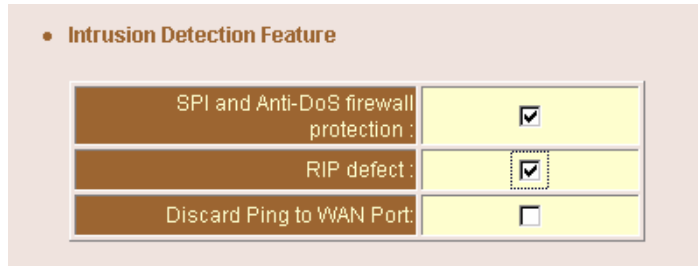 Intrusion Detection Feature
SPI and Anti-DoS firewall
protection :
RIP defect :
Discard Ping to WAN Port: